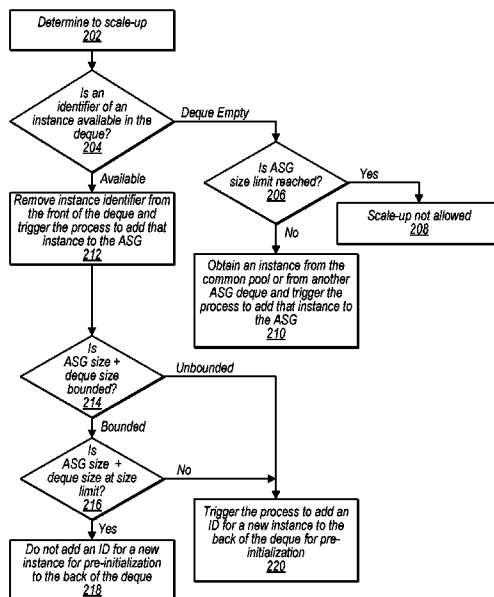 Determine to scale-up
202
Is an
identifier of an
instance available in the
deque?
204
Deque Empty
Available
Is ASG
size limit reached?
206
Yes
No
Scale-up not allowed
208
Remove instance identifier from
the front of the deque and
trigger the process to add that
instance to the ASG
212
Obtain an instance from the
common pool or from another
ASG deque and trigger the
process to add that instance to
the ASG
210
Is
ASG size +
deque size
bounded?
214
Unbounded
Bounded
Is
ASG size +
deque size at size
limit?
216
No
Yes
Trigger the process to add an
ID for a new instance to the
back of the deque for pre-
initialization
220
Do not add an ID for a new
instance for pre-initialization
to the back of the deque
218